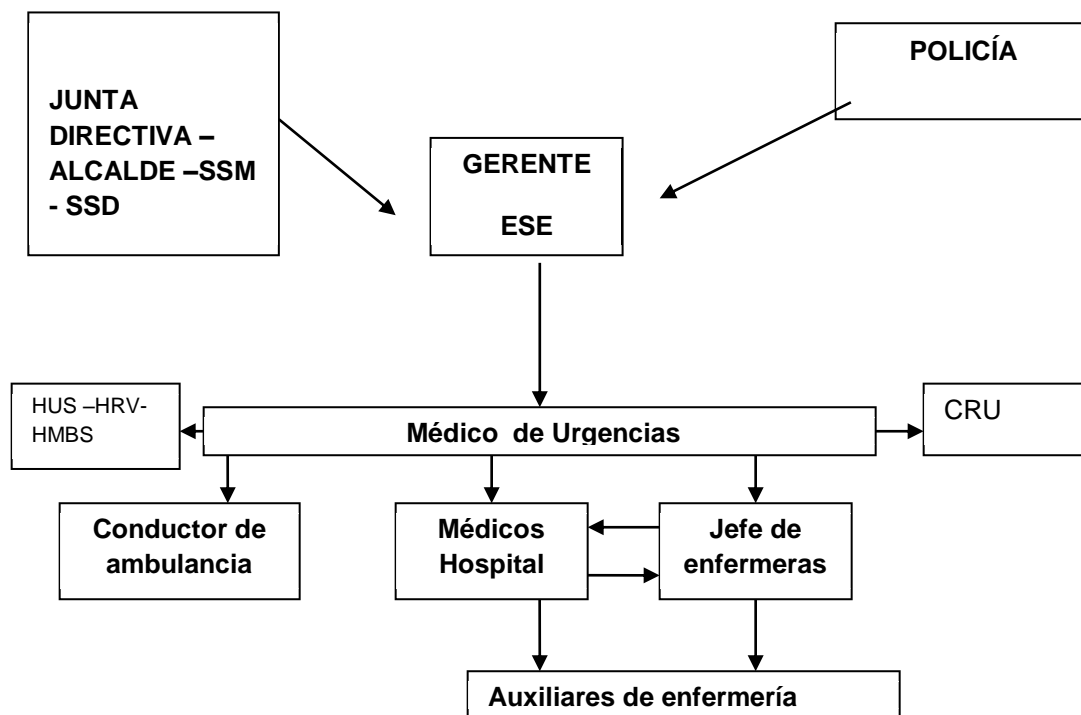 JUNTA
DIRECTIVA –
ALCALDE –SSM
- SSD
POLICÍA
GERENTE
ESE
HUS –HRV-
HMBS
Médico de Urgencias
CRU
Conductor de
ambulancia
Médicos
Hospital
Jefe de
enfermeras
Auxiliares de enfermería